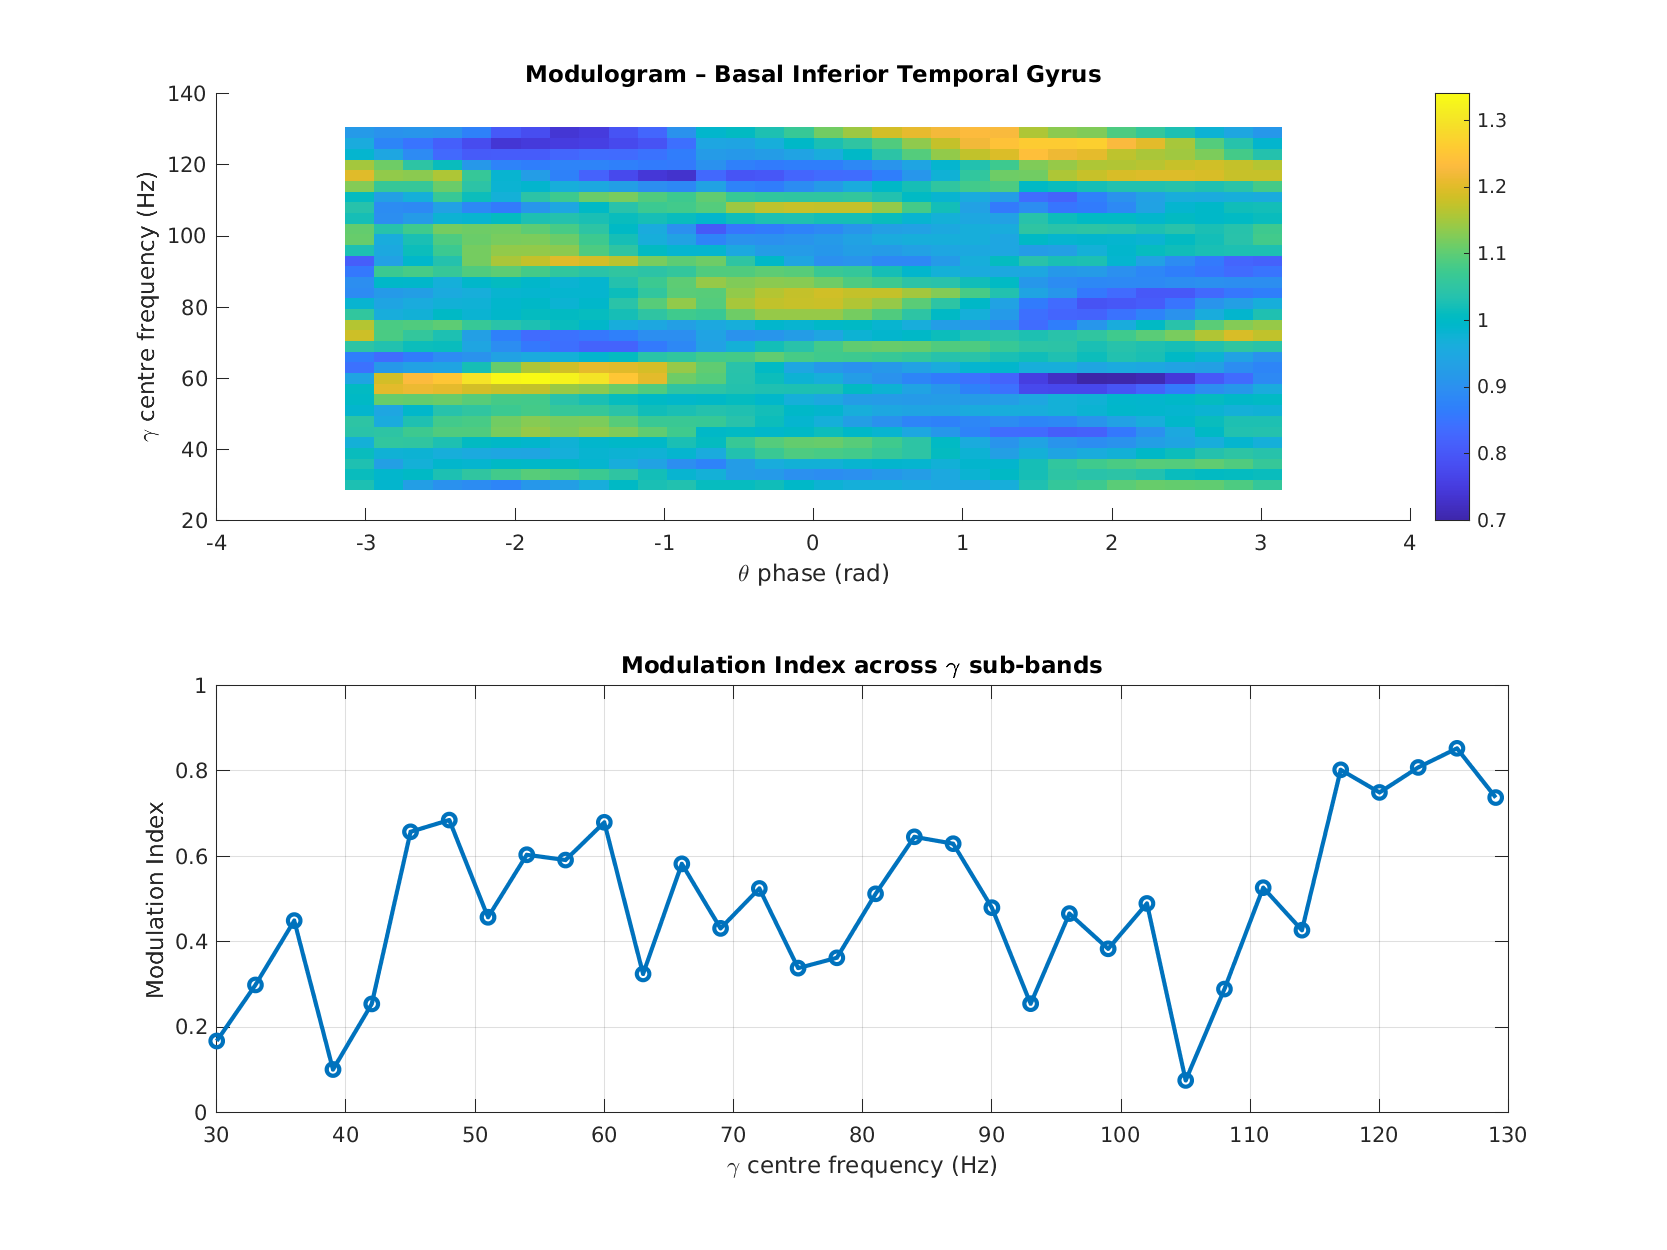 Modulogram – Basal Inferior Temporal Gyrus
140
120
100
80
60
40
20
γ centre frequency (Hz)
-4 -3 -2 -1 0 1 2 3 4
θ phase (rad)
1.3
1.2
1.1
1
0.9
0.8
0.7
Modulation Index across γ sub-bands
1
0.8
0.6
0.4
0.2
0
Modulation Index
30 40 50 60 70 80 90 100 110 120 130
γ centre frequency (Hz)